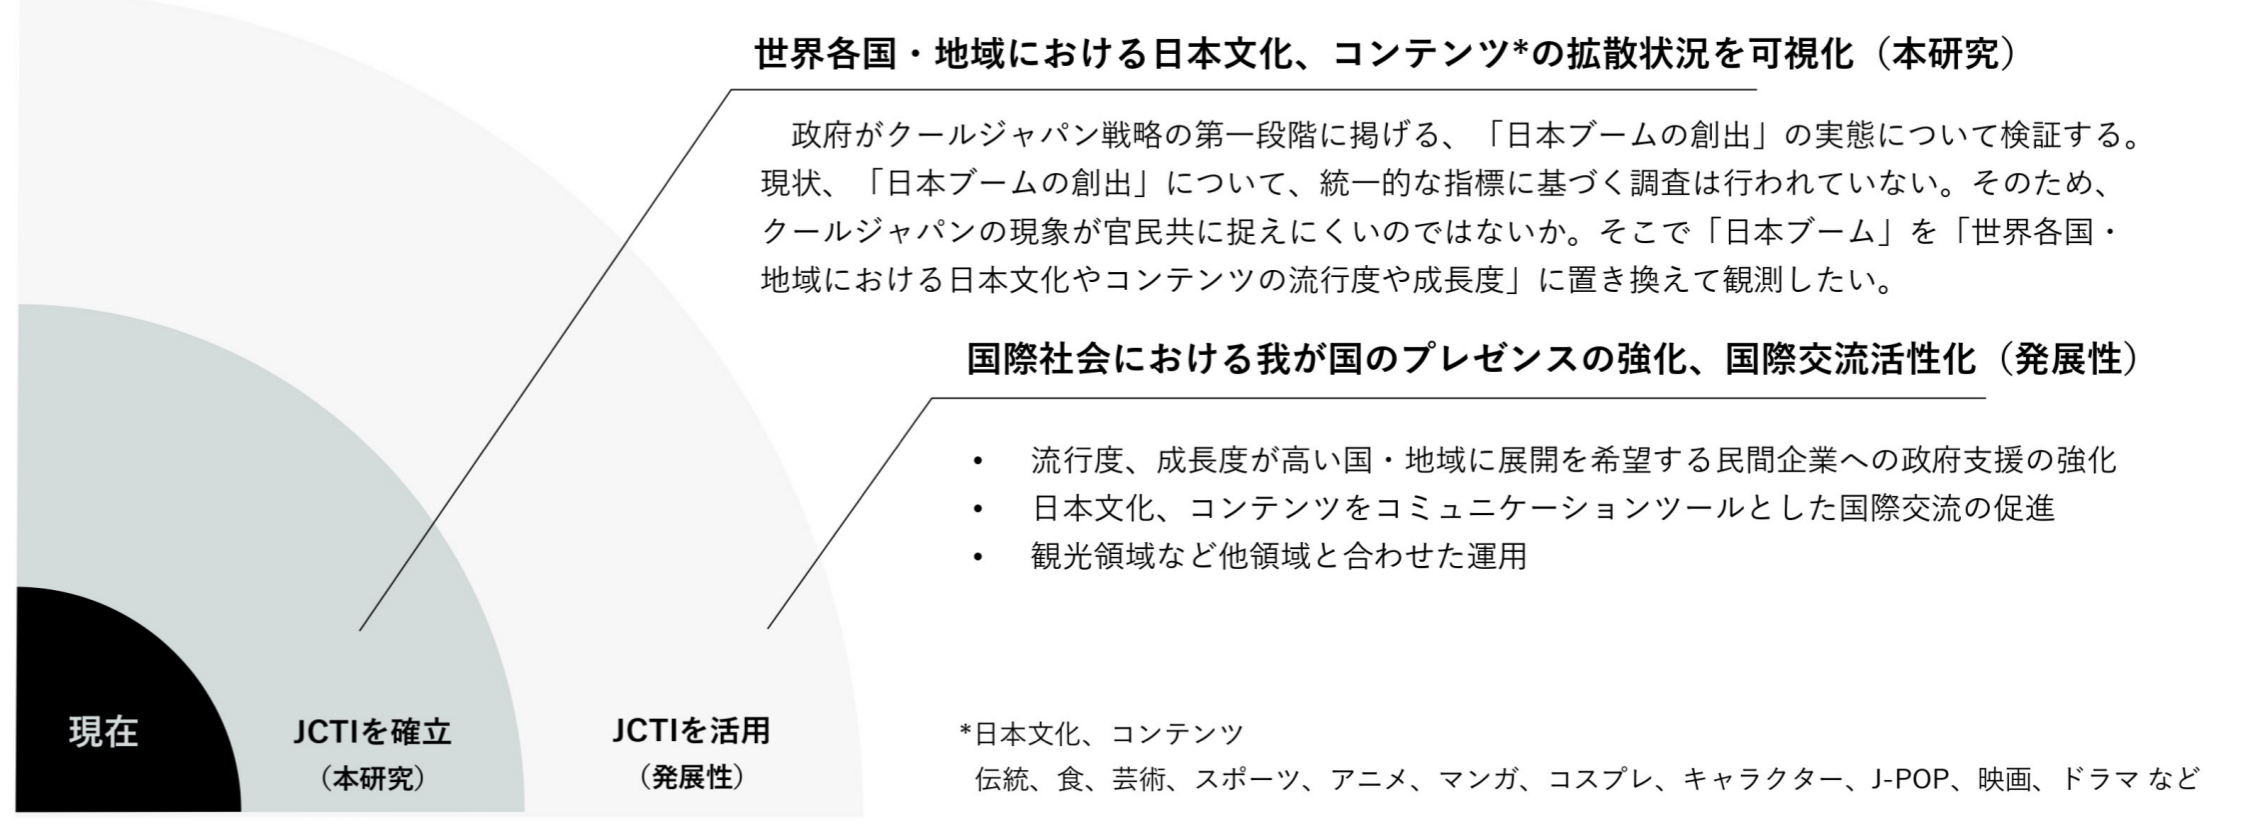 世界各国・地域における日本文化、コンテンツ*の拡散状況を可視化（本研究）
政府がクールジャパン戦略の第一段階に掲げる、「日本ブームの創出」の実態について検証する。
現状、「日本ブームの創出」について、統一的な指標に基づく調査は行われていない。そのため、
クールジャパンの現象が官民共に捉えにくいのではないか。そこで「日本ブーム」を「世界各国・
地域における日本文化やコンテンツの流行度や成長度」に置き換えて観測したい。
国際社会における我が国のプレゼンスの強化、国際交流活性化（発展性）
• 流行度、成長度が高い国・地域に展開を希望する民間企業への政府支援の強化
• 日本文化、コンテンツをコミュニケーションツールとした国際交流の促進
• 観光領域など他領域と合わせた運用
現在
JCTIを確立
（本研究）
JCTIを活用
（発展性）
*日本文化、コンテンツ
伝統、食、芸術、スポーツ、アニメ、マンガ、コスプレ、キャラクター、J-POP、映画、ドラマ など